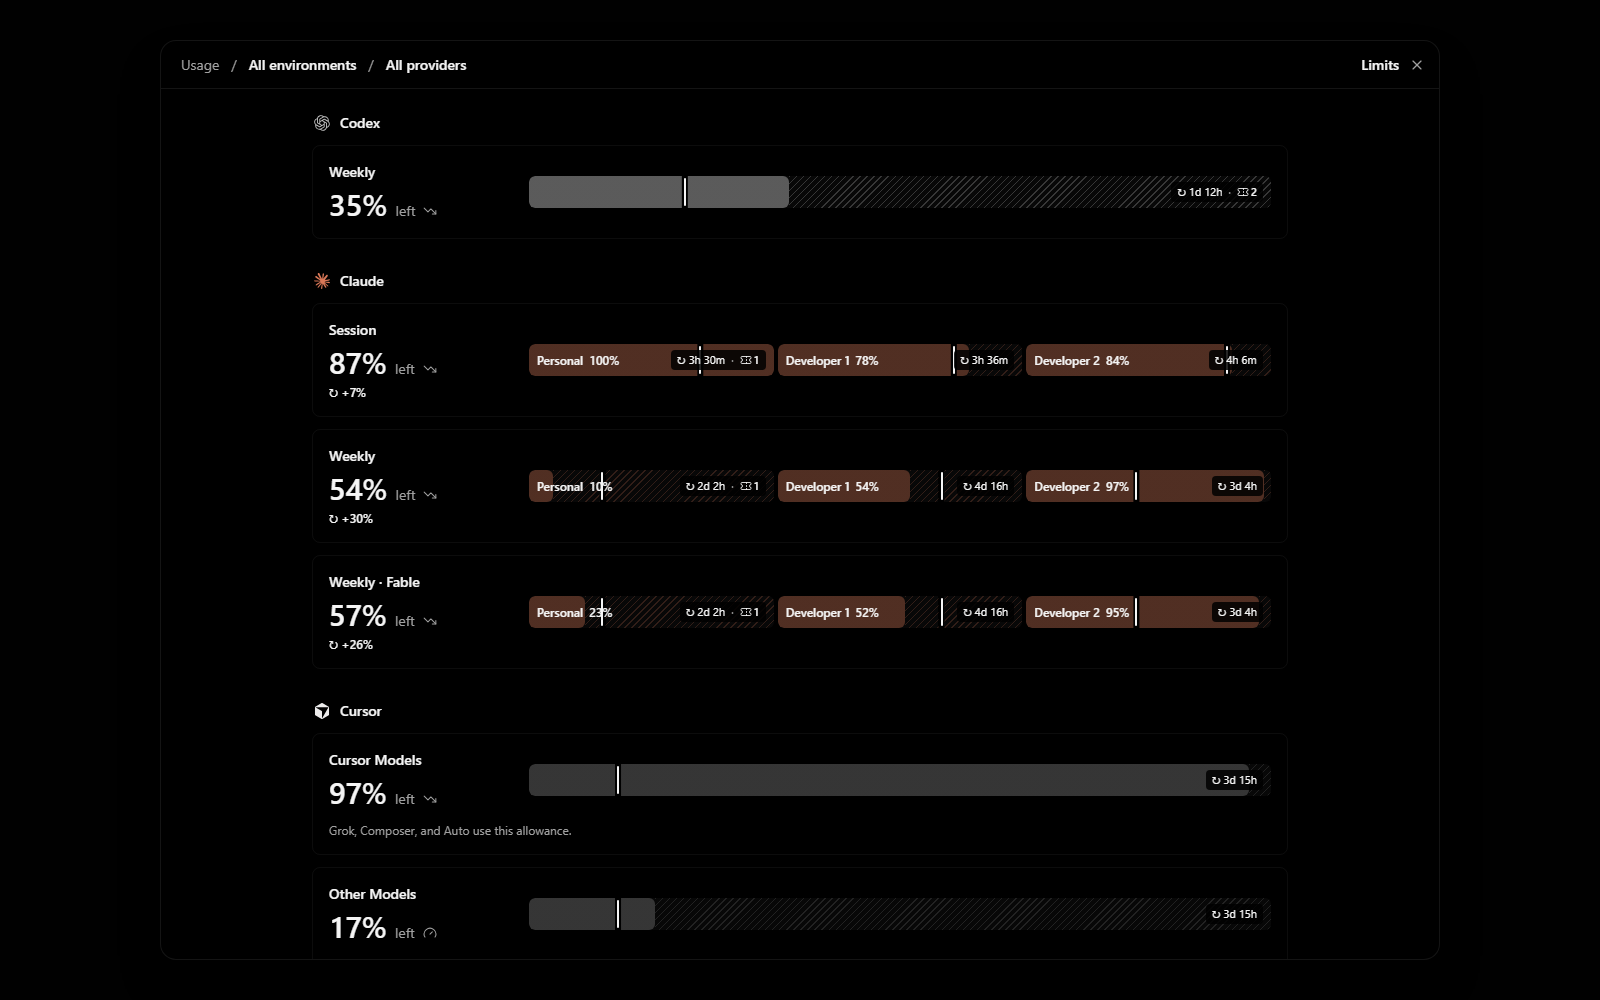 Usage / All environments / All providers
Limits ×
Codex
Weekly
35% left
↻ 1d 12h · 2
Claude
Session
87% left
↻ +7%
Personal 100% ↻ 3h 30m · 1
Developer 1 78% ↻ 3h 36m
Developer 2 84% ↻ 4h 6m
Weekly
54% left
↻ +30%
Personal 10% ↻ 2d 2h · 1
Developer 1 54% ↻ 4d 16h
Developer 2 97% ↻ 3d 4h
Weekly · Fable
57% left
↻ +26%
Personal 23% ↻ 2d 2h · 1
Developer 1 52% ↻ 4d 16h
Developer 2 95% ↻ 3d 4h
Cursor
Cursor Models
97% left
↻ 3d 15h
Grok, Composer, and Auto use this allowance.
Other Models
17% left
↻ 3d 15h